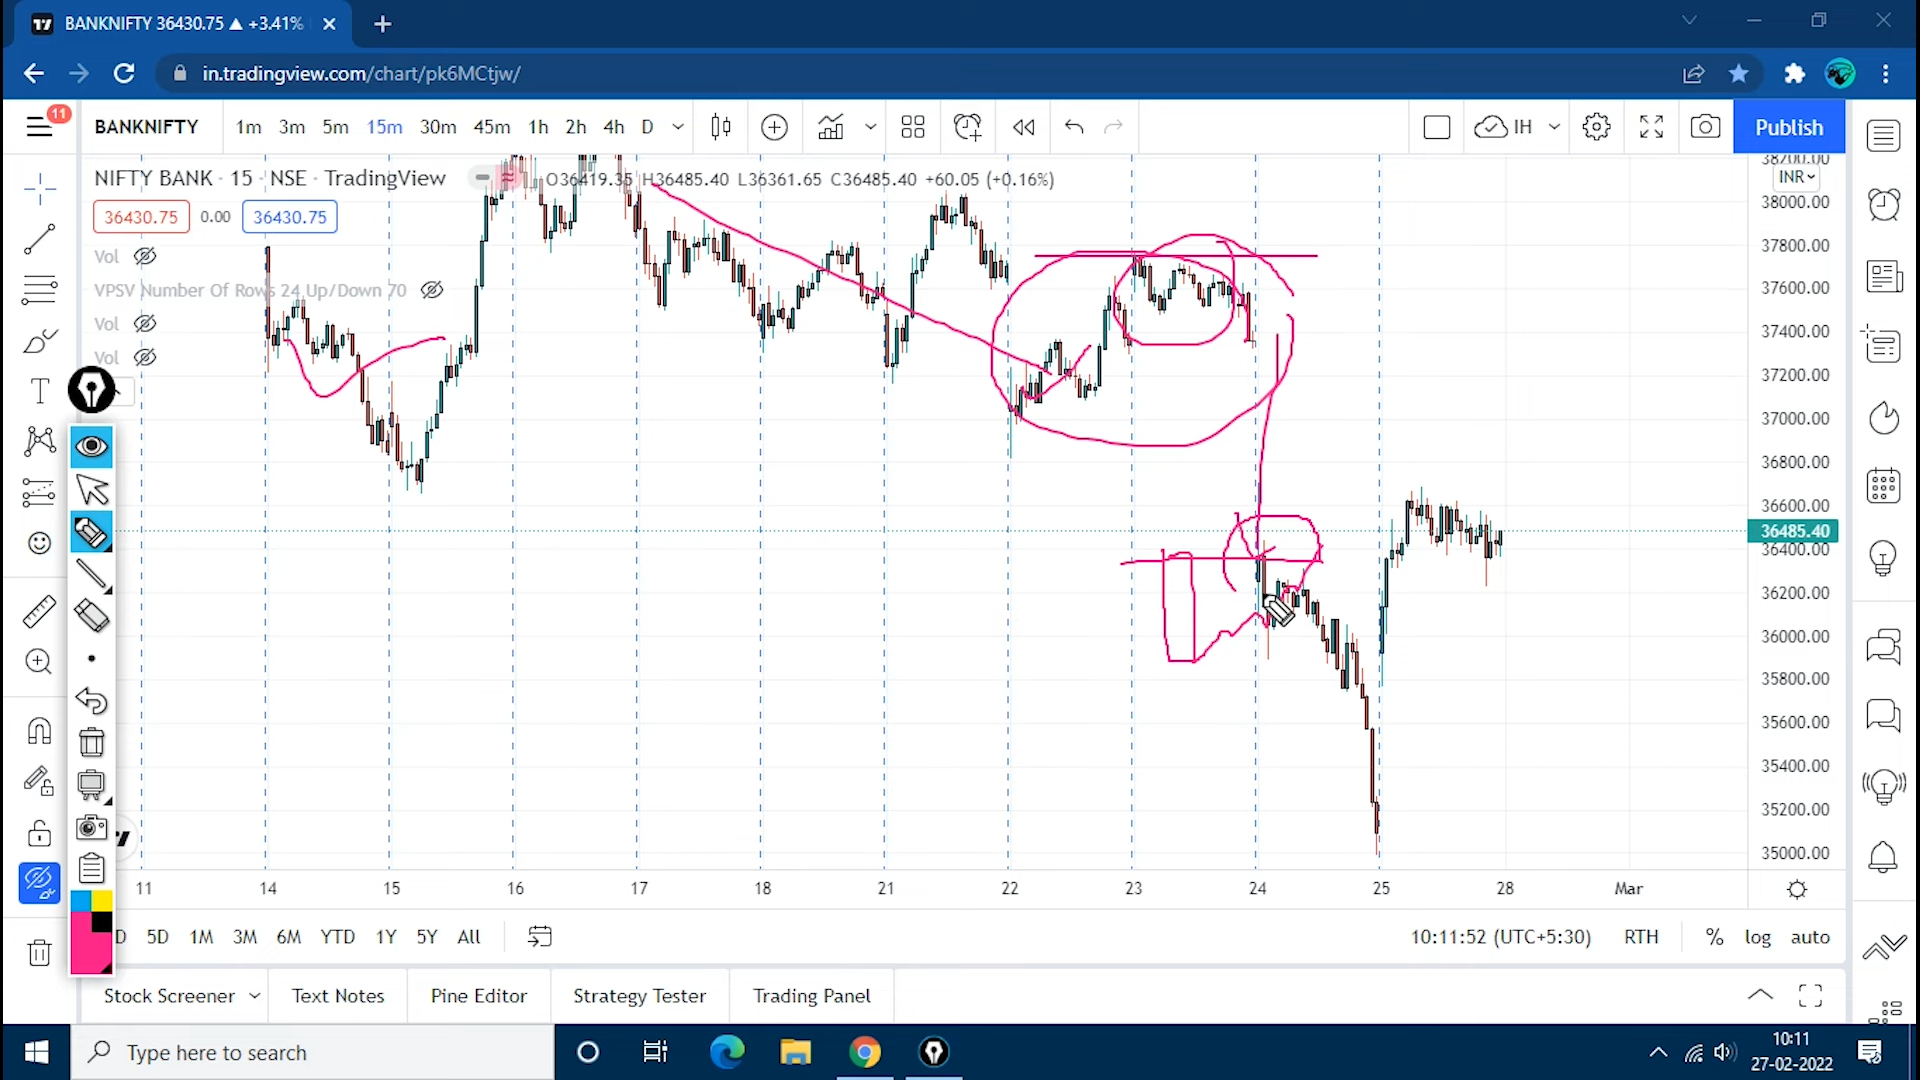 BANKNIFTY 36430.75 ▲ +3.41%
in.tradingview.com/chart/pk6MCtjw/
11
BANKNIFTY 1m 3m 5m 15m 30m 45m 1h 2h 4h D IH Publish
NIFTY BANK · 15 · NSE · TradingView O36419.35 H36485.40 L36361.65 C36485.40 +60.05 (+0.16%)
36430.75 0.00 36430.75
Vol
VPSV Number Of Rows 24 Up/Down 70
Vol
Vol
38200.00
INR
38000.00
37800.00
37600.00
37400.00
37200.00
37000.00
36800.00
36600.00
36485.40
36400.00
36200.00
36000.00
35800.00
35600.00
35400.00
35200.00
35000.00
11 14 15 16 17 18 21 22 23 24 25 28 Mar
D 5D 1M 3M 6M YTD 1Y 5Y All 10:11:52 (UTC+5:30) RTH % log auto
Stock Screener Text Notes Pine Editor Strategy Tester Trading Panel
Type here to search
10:11
27-02-2022